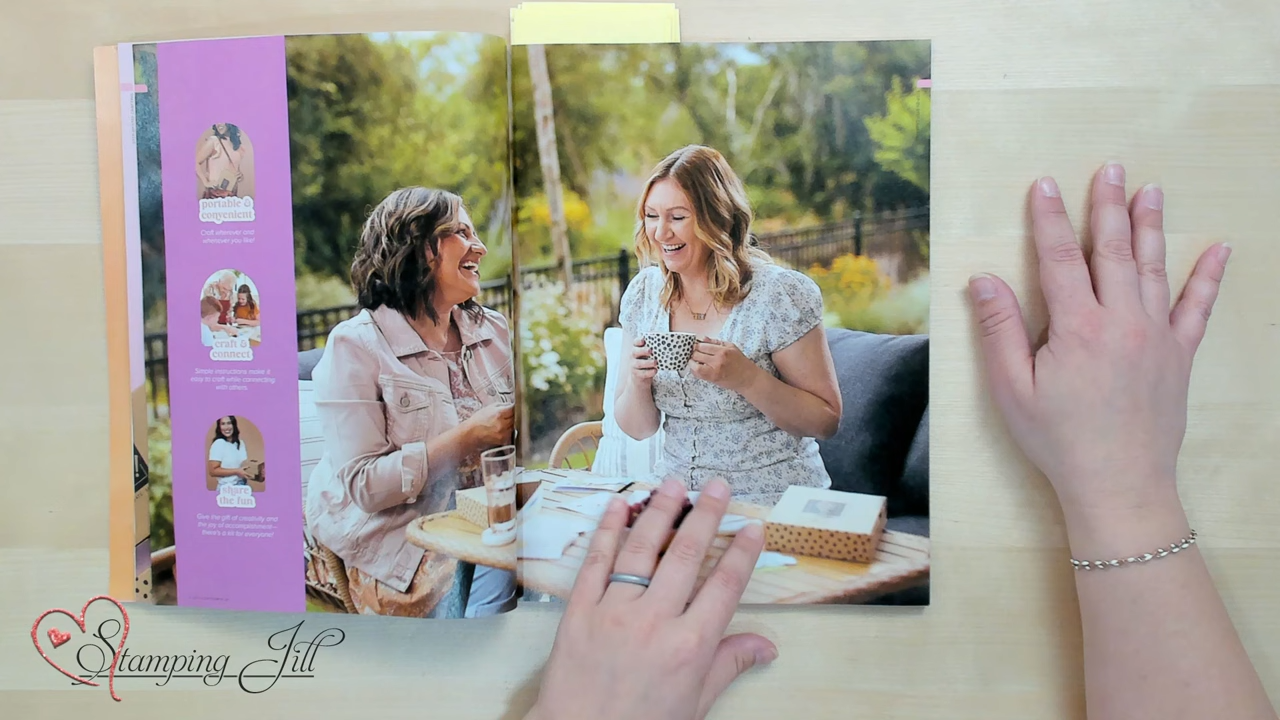 portable &
convenient
Craft wherever and
whenever you like!
craft &
connect
Simple instructions make it
easy to craft while connecting
with others.
share
the fun
Give the gift of creativity and
the joy of accomplishment—
there's a kit for everyone!
Stamping Jill